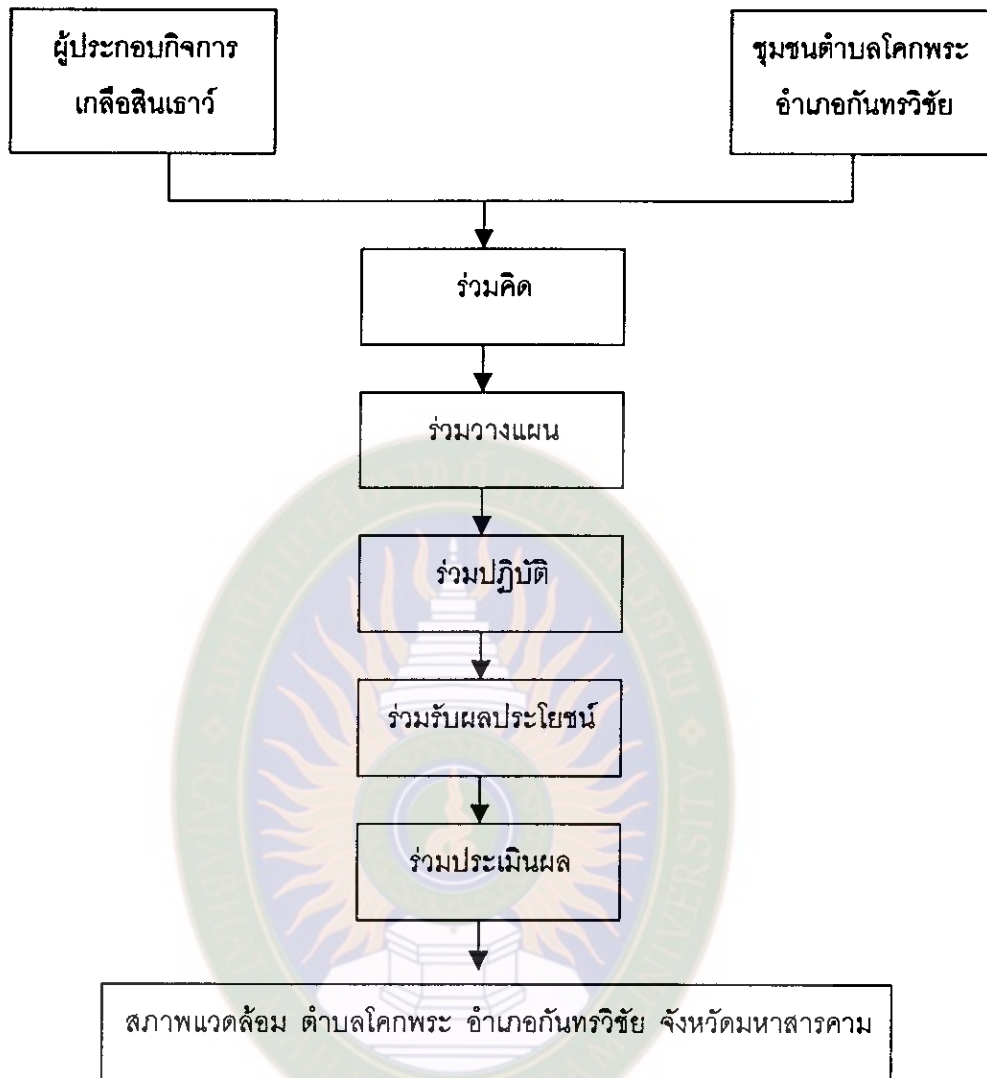 ผู้ประกอบกิจการ
เกลือสินเธาว์
ชุมชนตำบลโคกพระ
อำเภอกันทรวิชัย
ร่วมคิด
ร่วมวางแผน
ร่วมปฏิบัติ
ร่วมรับผลประโยชน์
ร่วมประเมินผล
สภาพแวดล้อม ตำบลโคกพระ อำเภอกันทรวิชัย จังหวัดมหาสารคาม